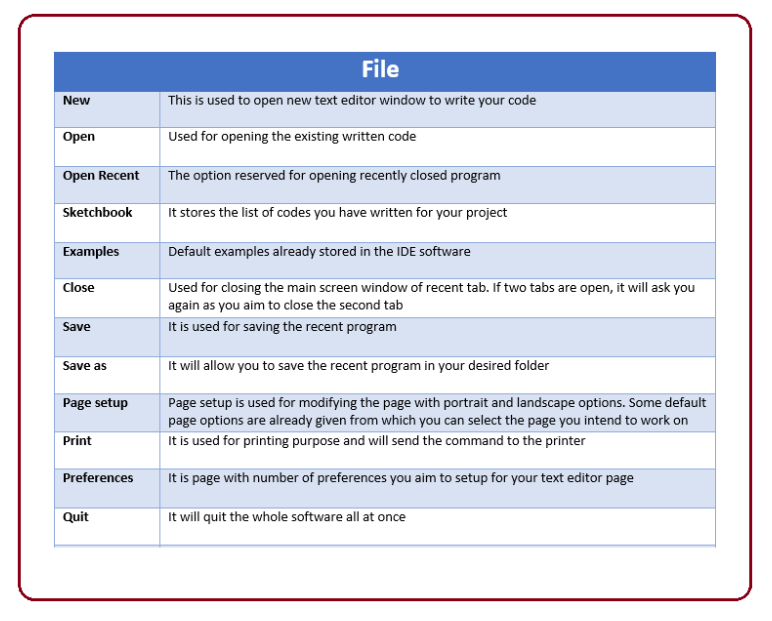 File
New This is used to open new text editor window to write your code
Open Used for opening the existing written code
Open Recent The option reserved for opening recently closed program
Sketchbook It stores the list of codes you have written for your project
Examples Default examples already stored in the IDE software
Close Used for closing the main screen window of recent tab. If two tabs are open, it will ask you
again as you aim to close the second tab
Save It is used for saving the recent program
Save as It will allow you to save the recent program in your desired folder
Page setup Page setup is used for modifying the page with portrait and landscape options. Some default
page options are already given from which you can select the page you intend to work on
Print It is used for printing purpose and will send the command to the printer
Preferences It is page with number of preferences you aim to setup for your text editor page
Quit It will quit the whole software all at once